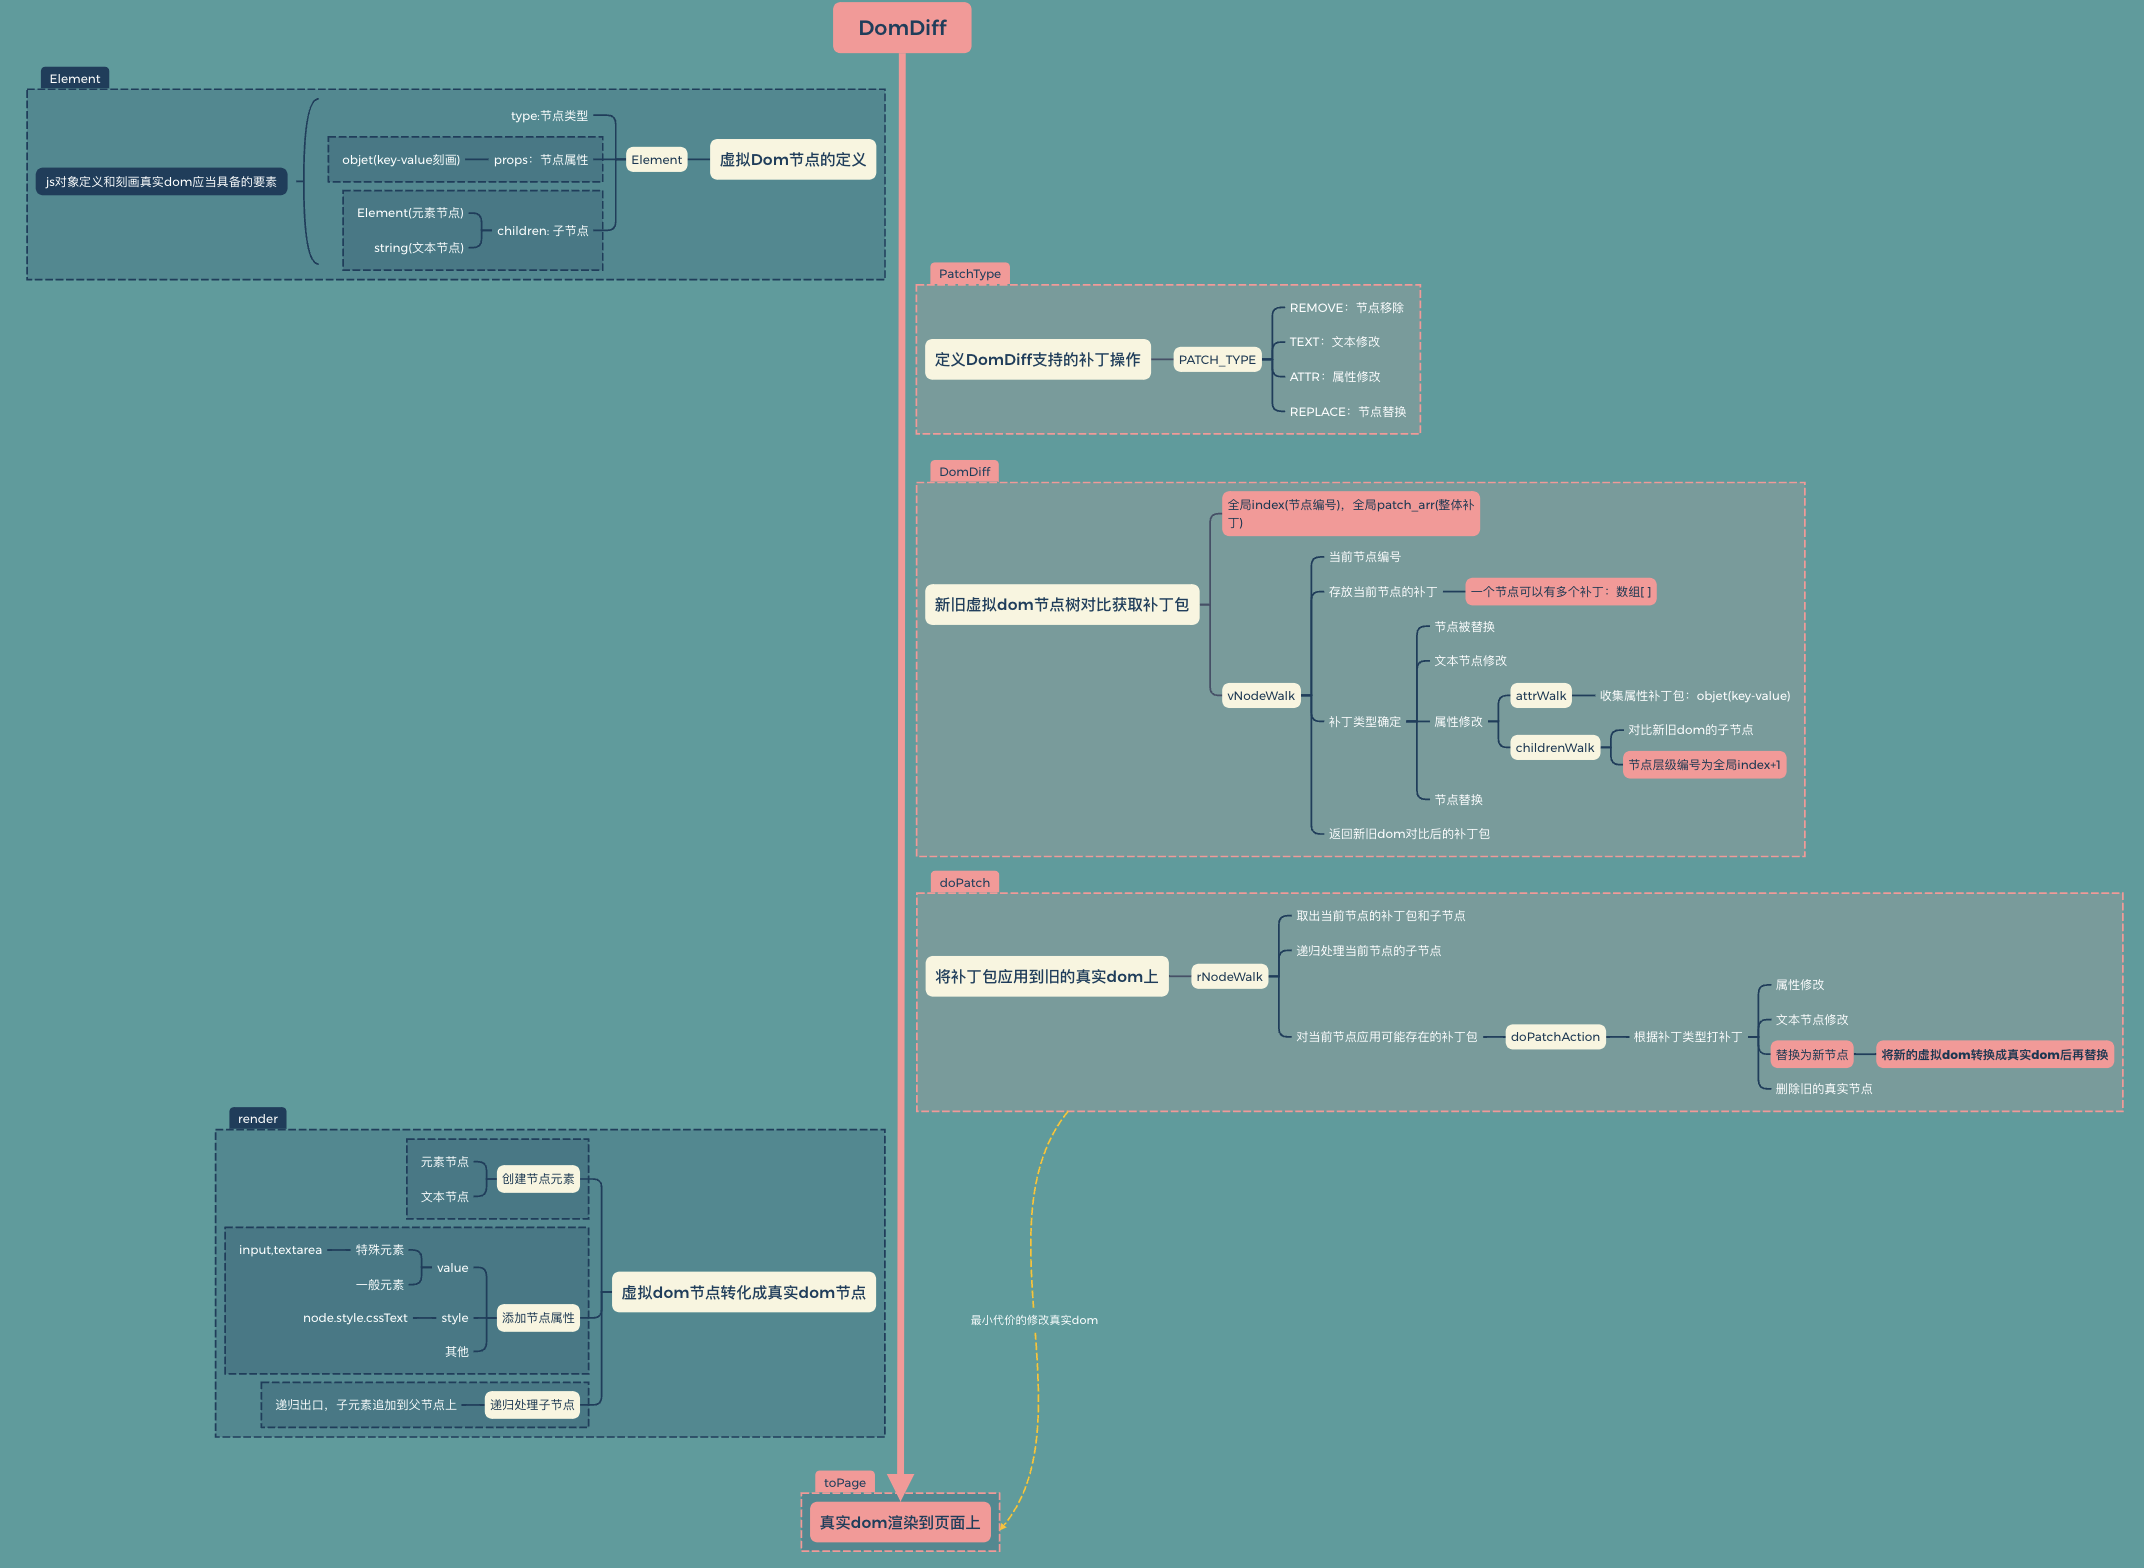 DomDiff
Element
虚拟Dom节点的定义
Element
type:节点类型
props：节点属性
objet(key-value刻画)
children: 子节点
Element(元素节点)
string(文本节点)
js对象定义和刻画真实dom应当具备的要素
PatchType
定义DomDiff支持的补丁操作
PATCH_TYPE
REMOVE：节点移除
TEXT：文本修改
ATTR：属性修改
REPLACE：节点替换
DomDiff
新旧虚拟dom节点树对比获取补丁包
全局index(节点编号)，全局patch_arr(整体补
丁)
vNodeWalk
当前节点编号
存放当前节点的补丁
一个节点可以有多个补丁：数组[ ]
补丁类型确定
节点被替换
文本节点修改
属性修改
attrWalk
收集属性补丁包：objet(key-value)
childrenWalk
对比新旧dom的子节点
节点层级编号为全局index+1
节点替换
返回新旧dom对比后的补丁包
doPatch
将补丁包应用到旧的真实dom上
rNodeWalk
取出当前节点的补丁包和子节点
递归处理当前节点的子节点
对当前节点应用可能存在的补丁包
doPatchAction
根据补丁类型打补丁
属性修改
文本节点修改
替换为新节点
将新的虚拟dom转换成真实dom后再替换
删除旧的真实节点
render
虚拟dom节点转化成真实dom节点
创建节点元素
元素节点
文本节点
添加节点属性
value
特殊元素
input,textarea
一般元素
style
node.style.cssText
其他
递归处理子节点
递归出口，子元素追加到父节点上
最小代价的修改真实dom
toPage
真实dom渲染到页面上